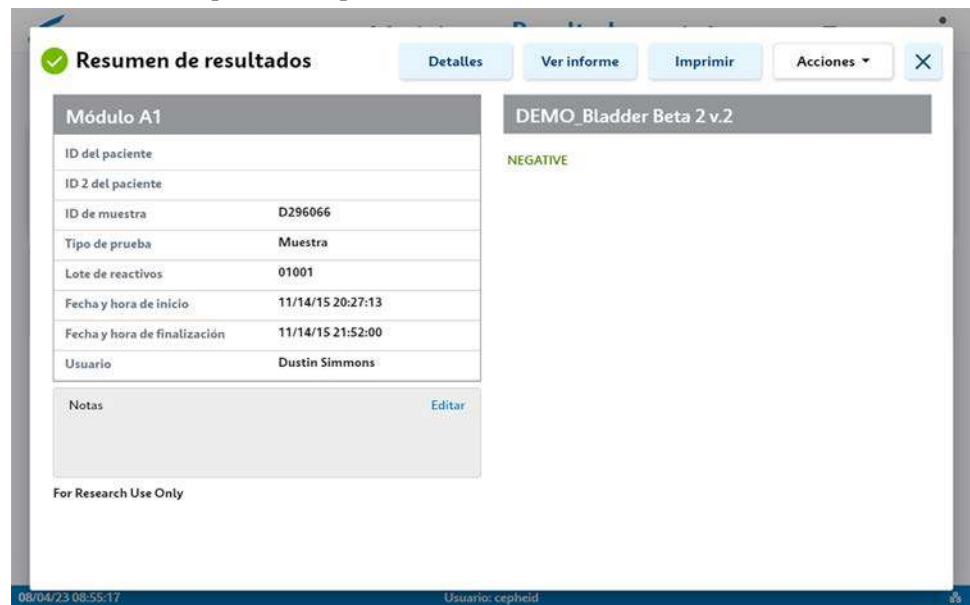 Resumen de resultados
Detalles
Ver informe
Imprimir
Acciones
Módulo A1
ID del paciente
ID 2 del paciente
ID de muestra D296066
Tipo de prueba Muestra
Lote de reactivos 01001
Fecha y hora de inicio 11/14/15 20:27:13
Fecha y hora de finalización 11/14/15 21:52:00
Usuario Dustin Simmons
Notas Editar
For Research Use Only
DEMO_Bladder Beta 2 v.2
NEGATIVE
08/04/23 08:55:17 Usuario: cepheid